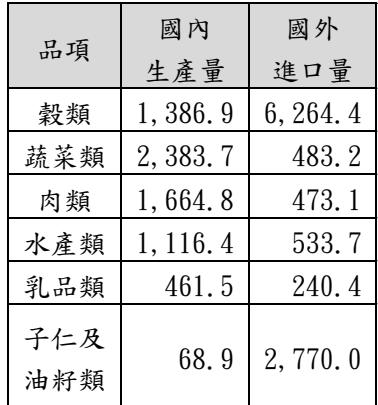 品項 國內 國外
生產量 進口量
穀類 1,386.9 6,264.4
蔬菜類 2,383.7 483.2
肉類 1,664.8 473.1
水產類 1,116.4 533.7
乳品類 461.5 240.4
子仁及
油籽類 68.9 2,770.0